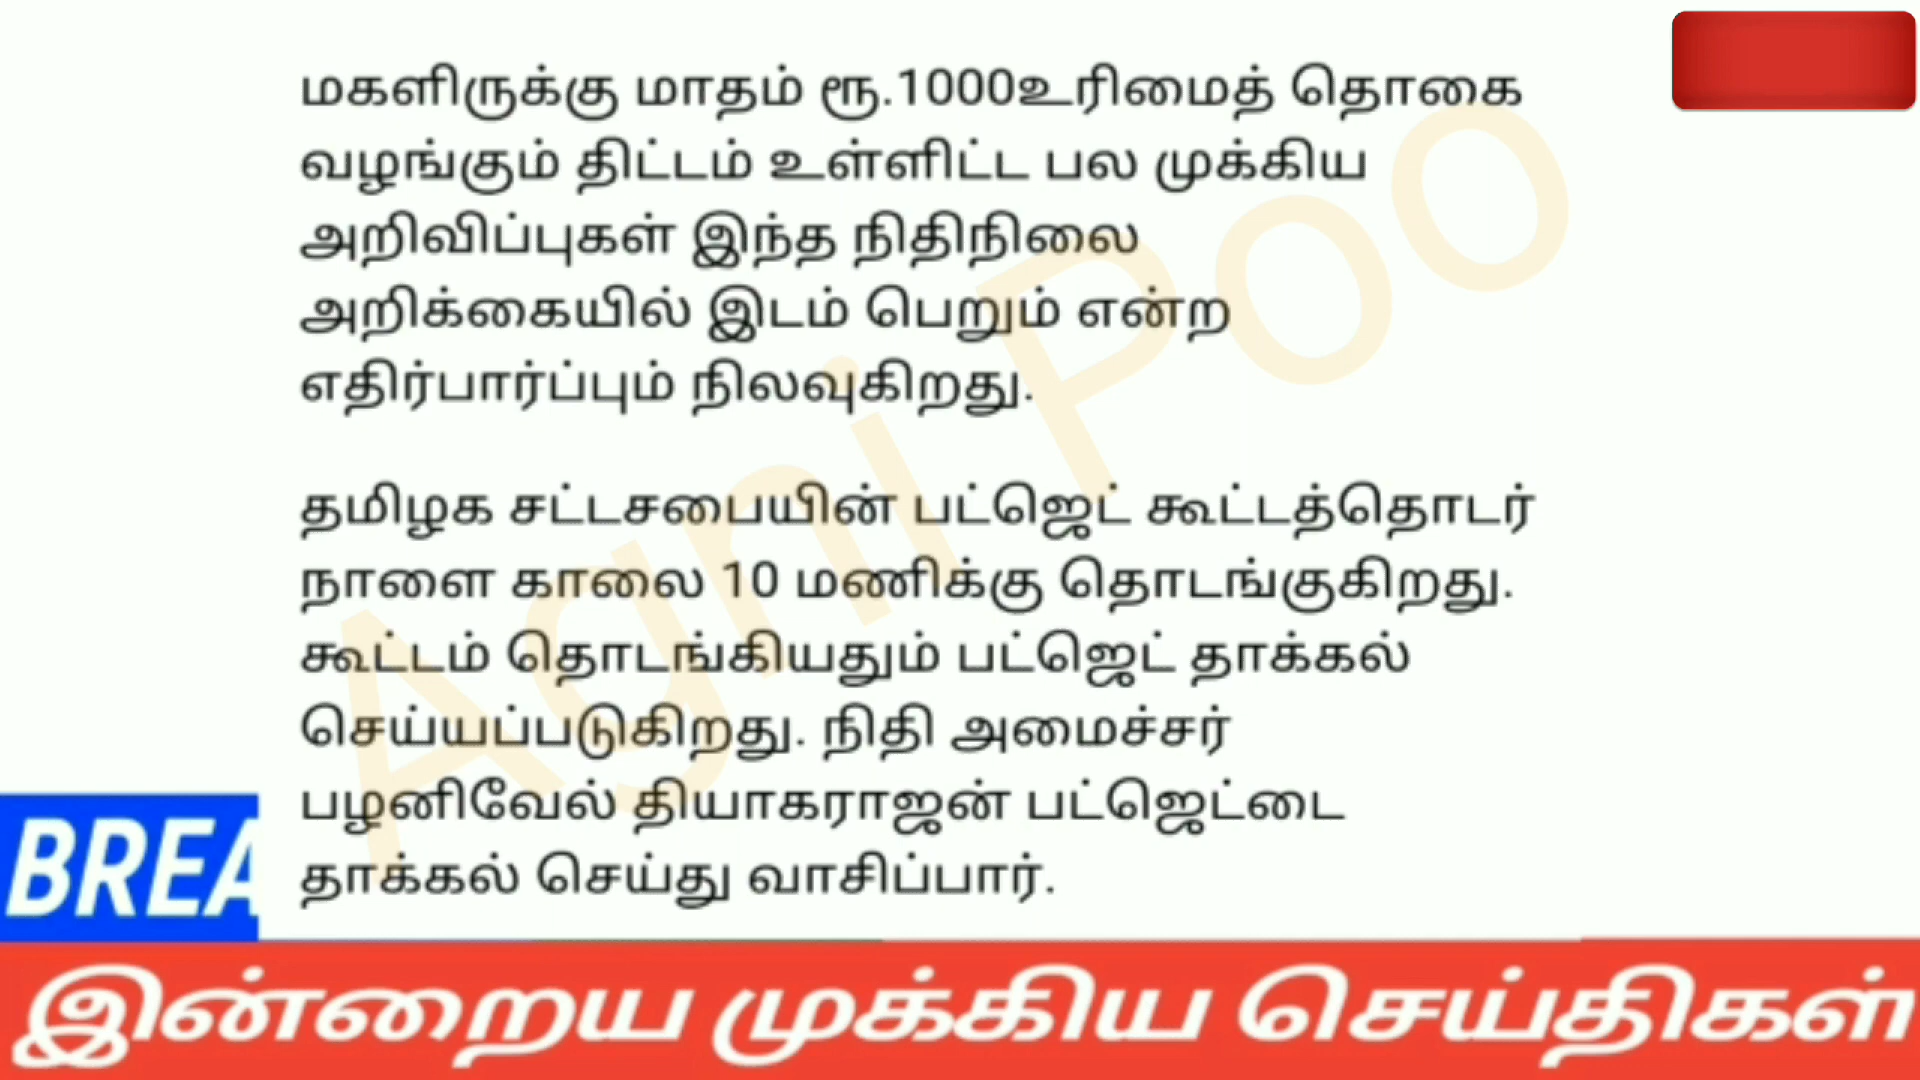 மகளிருக்கு மாதம் ரூ.1000உரிமைத் தொகை
வழங்கும் திட்டம் உள்ளிட்ட பல முக்கிய
அறிவிப்புகள் இந்த நிதிநிலை
அறிக்கையில் இடம் பெறும் என்ற
எதிர்பார்ப்பும் நிலவுகிறது.
தமிழக சட்டசபையின் பட்ஜெட் கூட்டத்தொடர்
நாளை காலை 10 மணிக்கு தொடங்குகிறது.
கூட்டம் தொடங்கியதும் பட்ஜெட் தாக்கல்
செய்யப்படுகிறது. நிதி அமைச்சர்
பழனிவேல் தியாகராஜன் பட்ஜெட்டை
தாக்கல் செய்து வாசிப்பார்.
Agni Poo
BREA
இன்றைய முக்கிய செய்திகள்